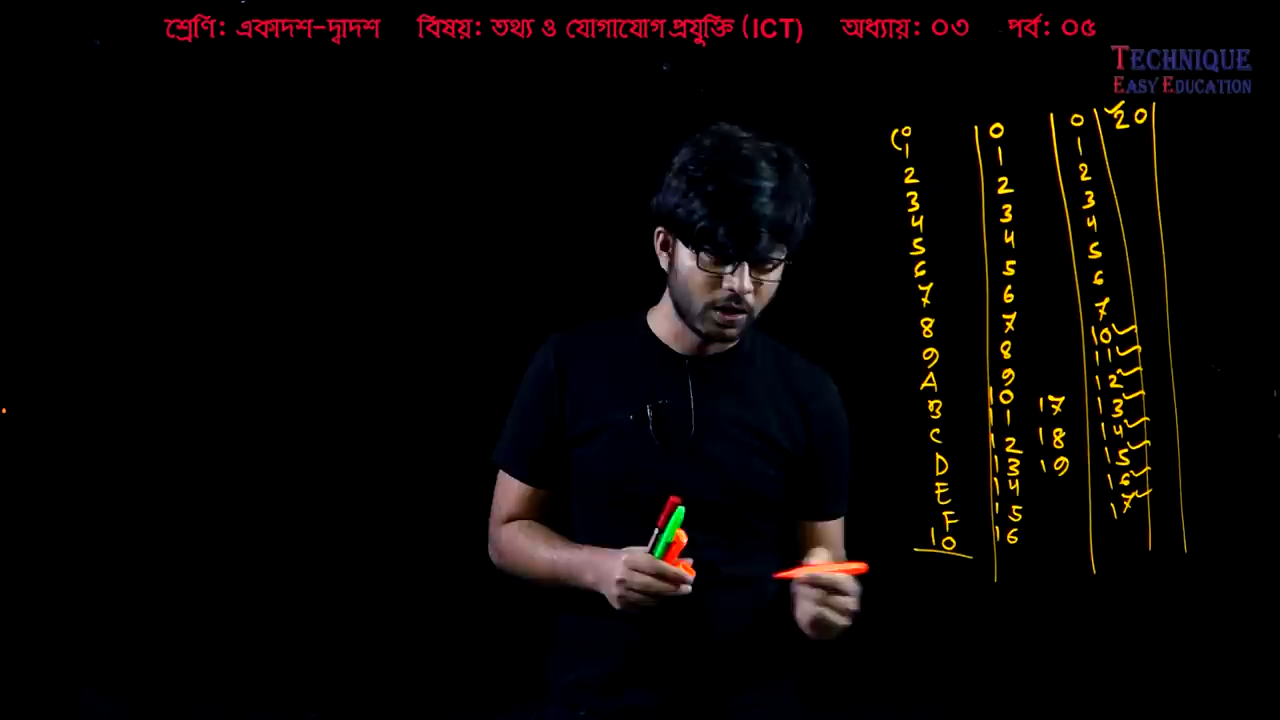 শ্রেণি: একাদশ-দ্বাদশ বিষয়: তথ্য ও যোগাযোগ প্রযুক্তি (ICT) অধ্যায়: ০৩ পর্ব: ০৫
TECHNIQUE
EASY EDUCATION
0 0 0 20
1 1 1
2 2 2
3 3 3
4 4 4
5 5 5
6 6 6
7 7 7
8 8 10
9 9 11
A 10 12
B 11 17 13
C 12 18 14
D 13 19 15
E 14 16
F 15 17
10 16